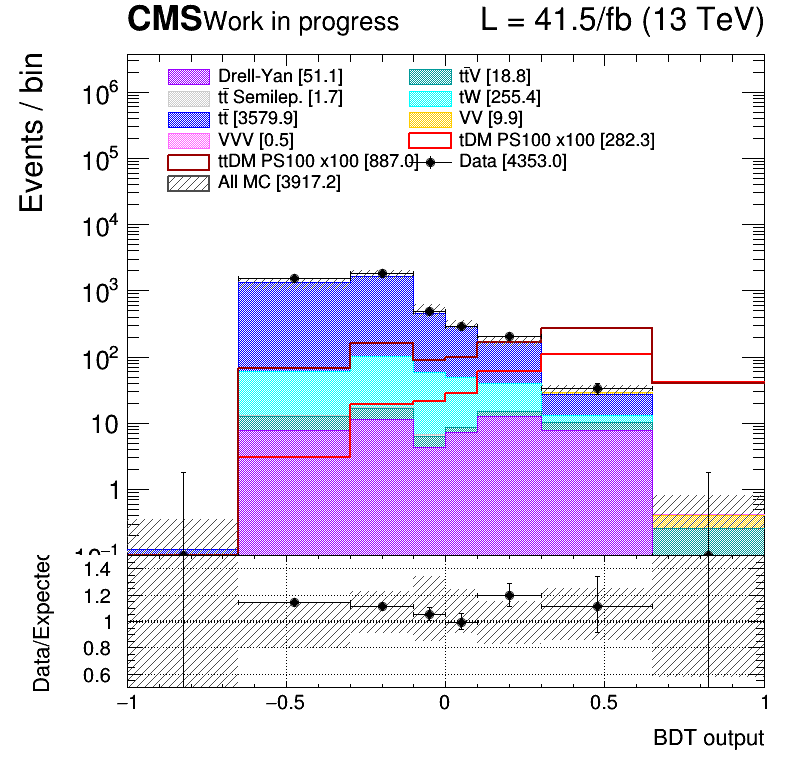 CMS Work in progress L = 41.5/fb (13 TeV)
Events / bin
Drell-Yan [51.1] tt̄V [18.8]
tt̄ Semilep. [1.7] tW [255.4]
tt̄ [3579.9] VV [9.9]
VVV [0.5] tDM PS100 x100 [282.3]
ttDM PS100 x100 [887.0] Data [4353.0]
All MC [3917.2]
10⁶
10⁵
10⁴
10³
10²
10
1
10⁻¹
Data/Expected
1.4
1.2
1
0.8
0.6
−1 −0.5 0 0.5 1
BDT output